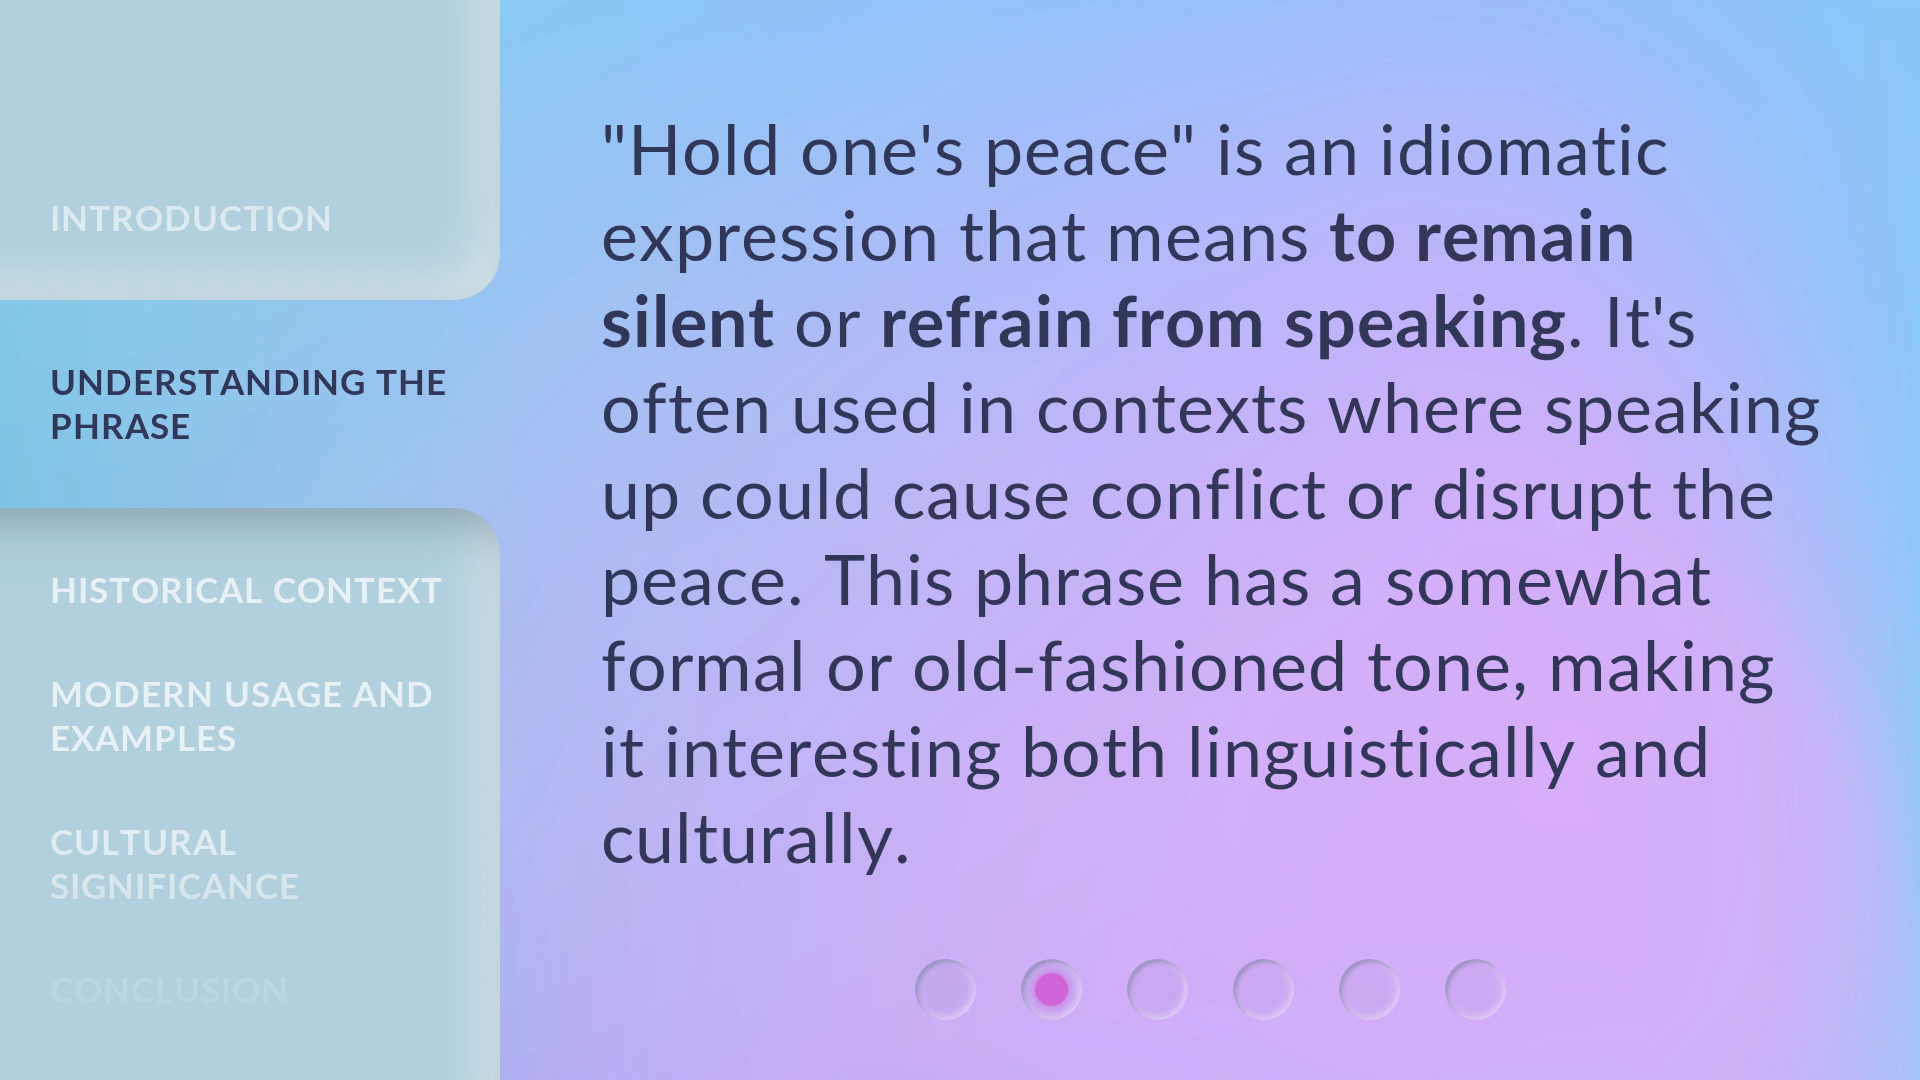 INTRODUCTION
UNDERSTANDING THE
PHRASE
HISTORICAL CONTEXT
MODERN USAGE AND
EXAMPLES
CULTURAL
SIGNIFICANCE
CONCLUSION
"Hold one's peace" is an idiomatic
expression that means to remain
silent or refrain from speaking. It's
often used in contexts where speaking
up could cause conflict or disrupt the
peace. This phrase has a somewhat
formal or old-fashioned tone, making
it interesting both linguistically and
culturally.